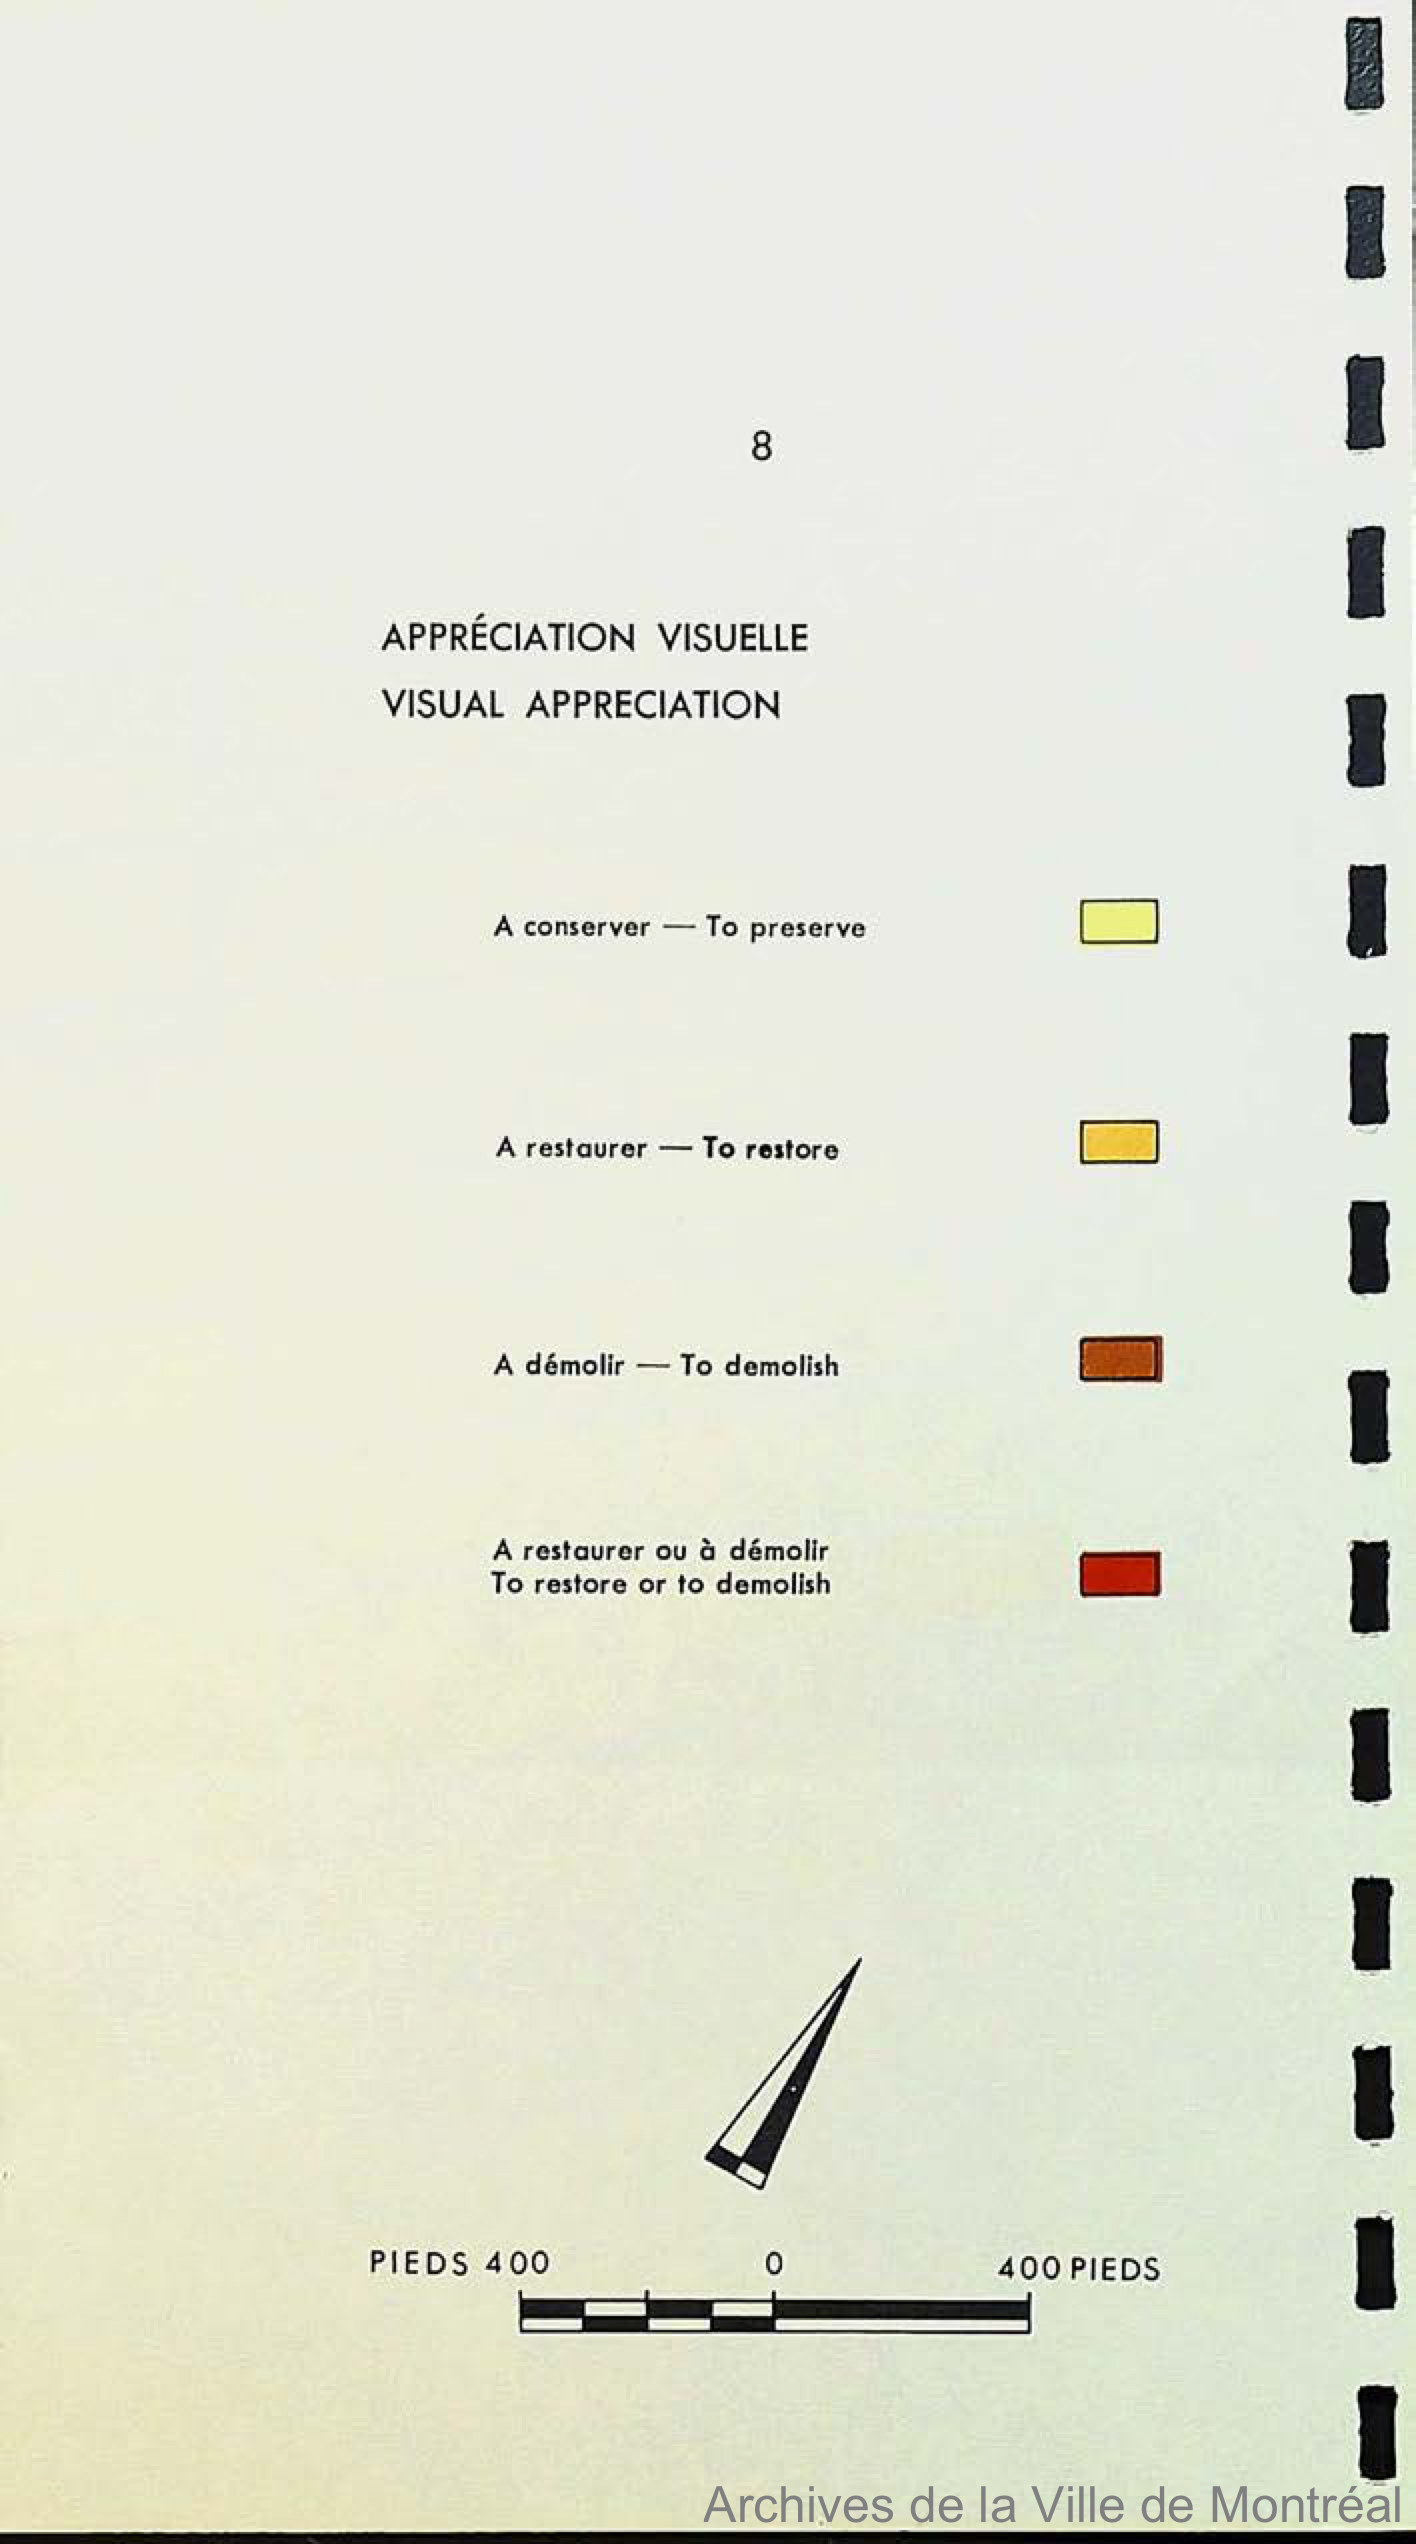 8
APPRÉCIATION VISUELLE
VISUAL APPRECIATION
A conserver — To preserve
A restaurer — To restore
A démolir — To demolish
A restaurer ou à démolir
To restore or to demolish
PIEDS 400 0 400 PIEDS
Archives de la Ville de Montréal